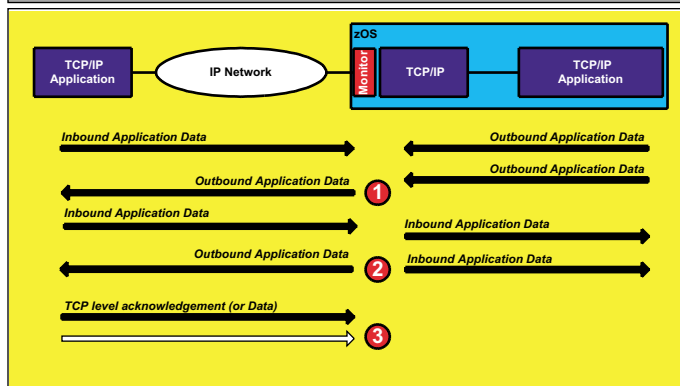 zOS
TCP/IP
Application
IP Network
Monitor
TCP/IP
TCP/IP
Application
Inbound Application Data
Outbound Application Data
Outbound Application Data
Outbound Application Data
1
Inbound Application Data
Inbound Application Data
Outbound Application Data
2
Inbound Application Data
TCP level acknowledgement (or Data)
3